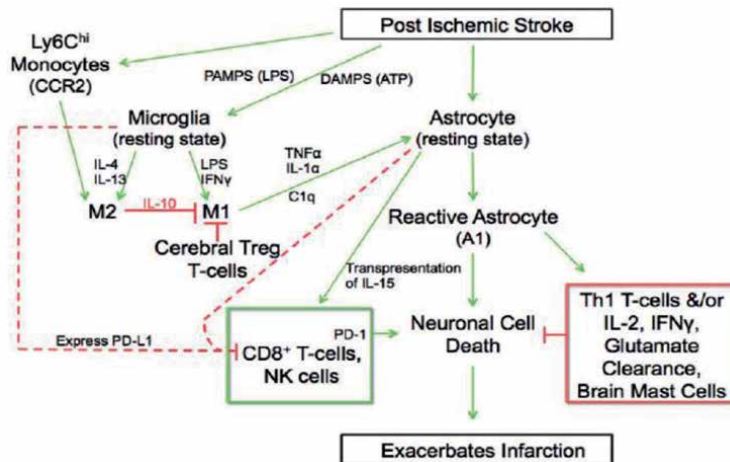 Post Ischemic Stroke
Ly6Chi
Monocytes
(CCR2)
PAMPS (LPS)
DAMPS (ATP)
Microglia
(resting state)
Astrocyte
(resting state)
IL-4
IL-13
LPS
IFNγ
TNFα
IL-1α
C1q
M2
IL-10
M1
Cerebral Treg
T-cells
Reactive Astrocyte
(A1)
Transpresentation
of IL-15
Express PD-L1
PD-1
CD8+ T-cells,
NK cells
Neuronal Cell
Death
Th1 T-cells &/or
IL-2, IFNγ,
Glutamate
Clearance,
Brain Mast Cells
Exacerbates Infarction